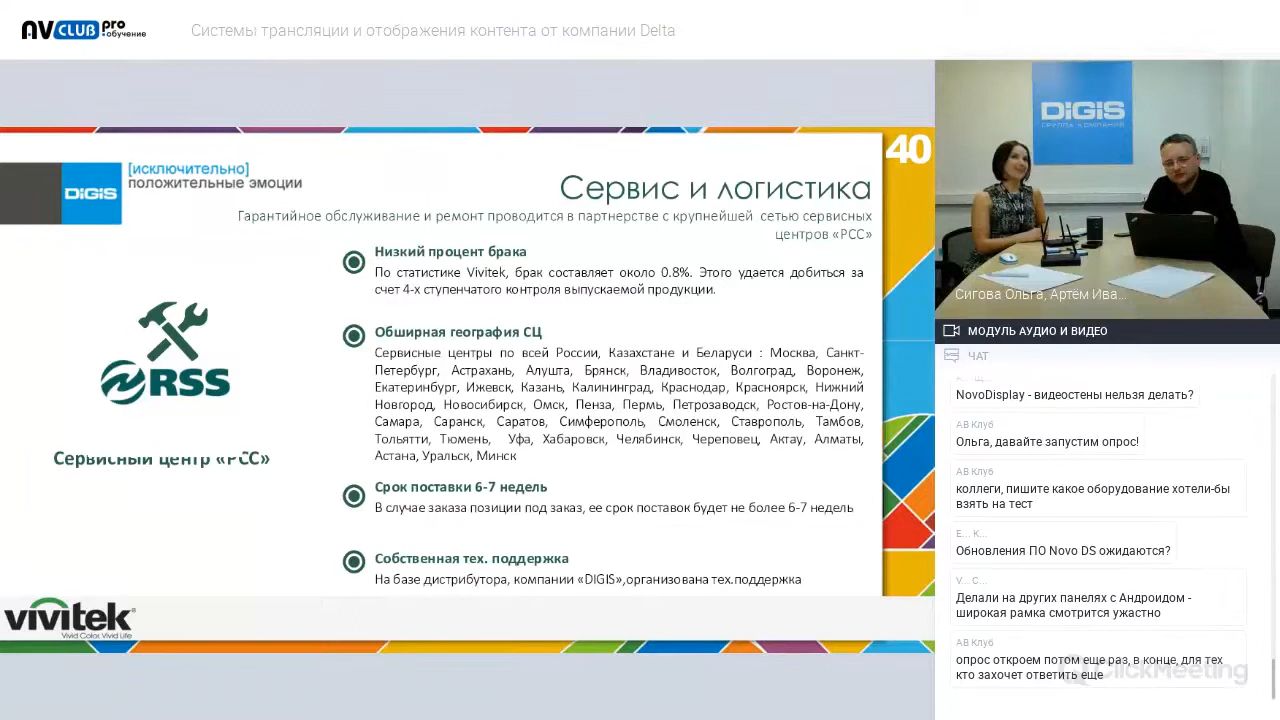 AVCLUB pro
•обучение
Системы трансляции и отображения контента от компании Delta
40
DiGiS
[исключительно]
положительные эмоции
Сервис и логистика
Гарантийное обслуживание и ремонт проводится в партнерстве с крупнейшей сетью сервисных
центров «РСС»
Низкий процент брака
По статистике Vivitek, брак составляет около 0.8%. Этого удается добиться за
счет 4-х ступенчатого контроля выпускаемой продукции.
Обширная география СЦ
Сервисные центры по всей России, Казахстане и Беларуси : Москва, Санкт-
Петербург, Астрахань, Алушта, Брянск, Владивосток, Волгоград, Воронеж,
Екатеринбург, Ижевск, Казань, Калининград, Краснодар, Красноярск, Нижний
Новгород, Новосибирск, Омск, Пенза, Пермь, Петрозаводск, Ростов-на-Дону,
Самара, Саранск, Саратов, Симферополь, Смоленск, Ставрополь, Тамбов,
Тольятти, Тюмень, Уфа, Хабаровск, Челябинск, Череповец, Актау, Алматы,
Астана, Уральск, Минск
RSS
Сервисный центр «РСС»
Срок поставки 6-7 недель
В случае заказа позиции под заказ, ее срок поставок будет не более 6-7 недель
Собственная тех. поддержка
На базе дистрибутора, компании «DIGIS»,организована тех.поддержка
vivitek®
Vivid Color, Vivid Life
DiGiS
ГРУППА КОМПАНИЙ
Сигова Ольга, Артём Ива...
МОДУЛЬ АУДИО И ВИДЕО
ЧАТ
NovoDisplay - видеостены нельзя делать?
АВ Клуб
Ольга, давайте запустим опрос!
АВ Клуб
коллеги, пишите какое оборудование хотели-бы
взять на тест
Е... К...
Обновления ПО Novo DS ожидаются?
V... C...
Делали на других панелях с Андроидом -
широкая рамка смотрится ужастно
АВ Клуб
опрос откроем потом еще раз, в конце, для тех
кто захочет ответить еще
ClickMeeting